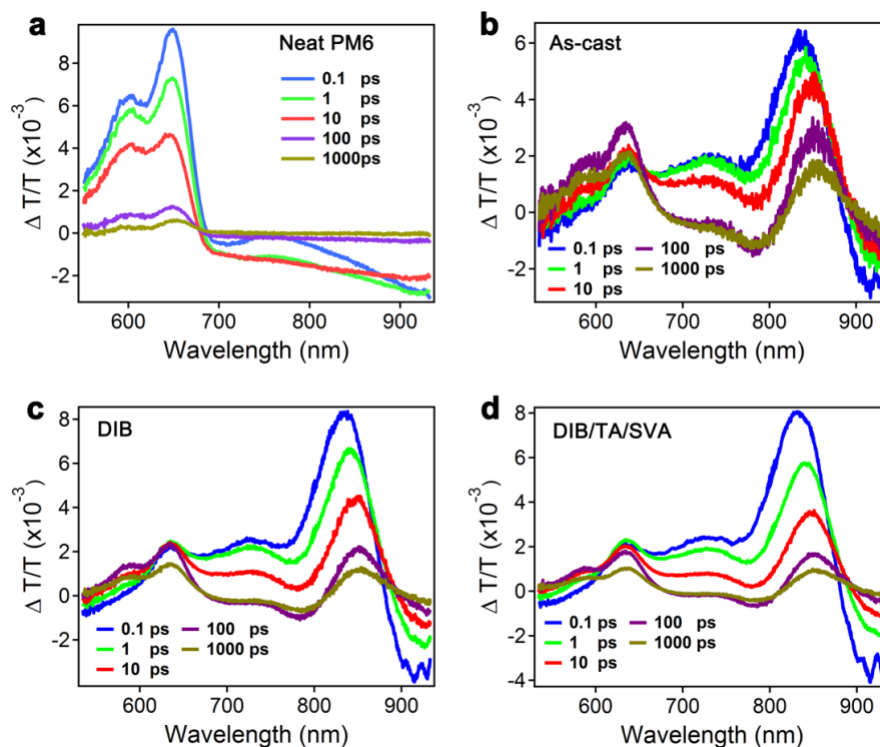 a
Neat PM6
0.1 ps
1 ps
10 ps
100 ps
1000ps
Δ T/T (x10⁻³)
8
6
4
2
0
-2
600 700 800 900
Wavelength (nm)
b
As-cast
Δ T/T (x10⁻³)
6
4
2
0
-2
0.1 ps 100 ps
1 ps 1000 ps
10 ps
600 700 800 900
Wavelength (nm)
c
DIB
Δ T/T (x10⁻³)
8
6
4
2
0
-2
0.1 ps 100 ps
1 ps 1000 ps
10 ps
600 700 800 900
Wavelength (nm)
d
DIB/TA/SVA
Δ T/T (x10⁻³)
8
6
4
2
0
-2
-4
0.1 ps 100 ps
1 ps 1000 ps
10 ps
600 700 800 900
Wavelength (nm)